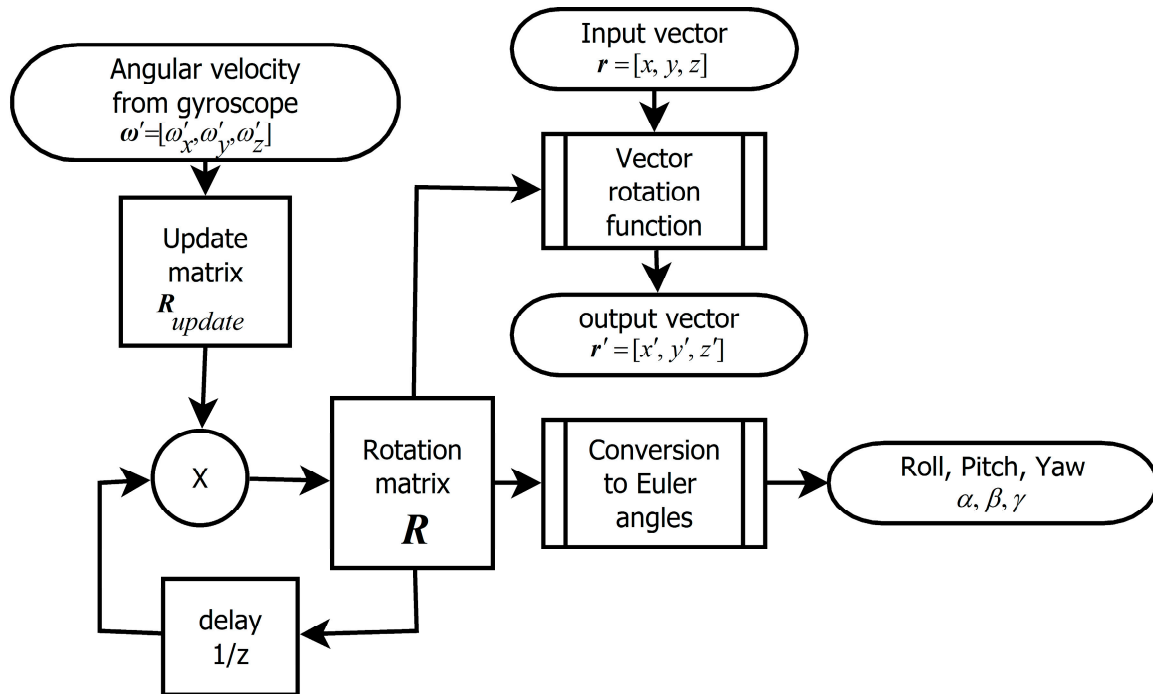 Angular velocity
from gyroscope
ω′=⌊ω′x,ω′y,ω′z⌋
Input vector
r = [x, y, z]
Update
matrix
R update
Vector
rotation
function
output vector
r′ = [x′, y′, z′]
X
Rotation
matrix
R
Conversion
to Euler
angles
Roll, Pitch, Yaw
α, β, γ
delay
1/z